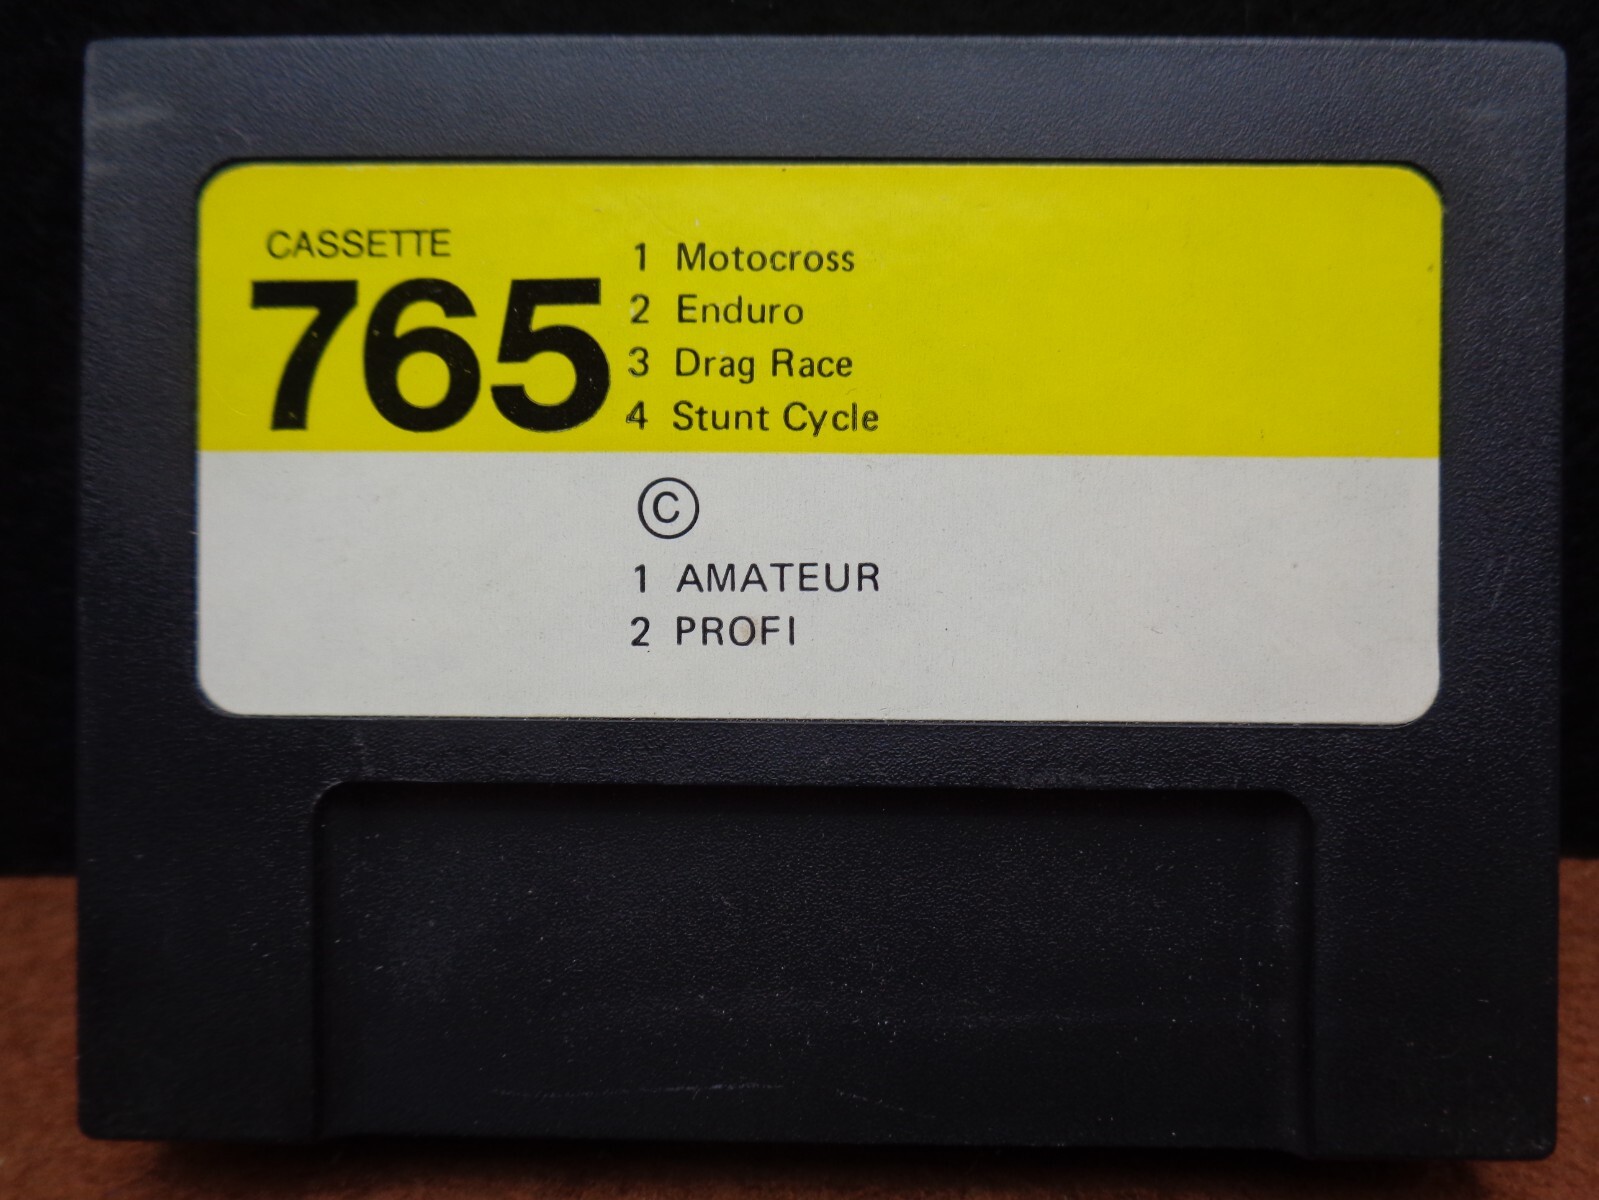 CASSETTE
765
1 Motocross
2 Enduro
3 Drag Race
4 Stunt Cycle
©
1 AMATEUR
2 PROFI